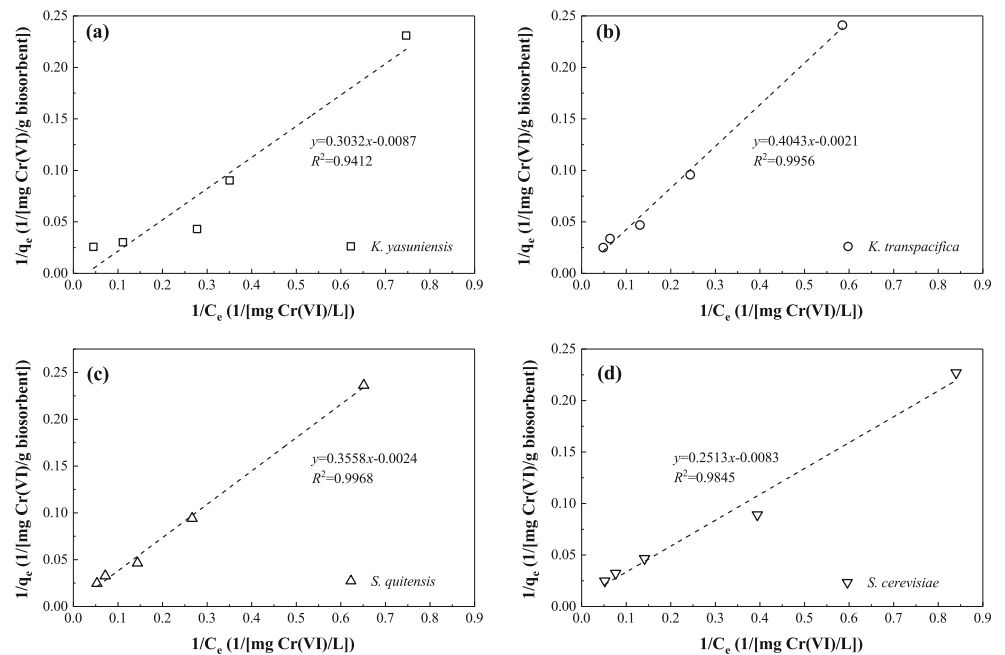 (a)
0.25
0.20
0.15
0.10
0.05
0.00
1/qe (1/[mg Cr(VI)/g biosorbent])
y=0.3032x-0.0087
R²=0.9412
K. yasuniensis
0.0 0.1 0.2 0.3 0.4 0.5 0.6 0.7 0.8 0.9
1/Ce (1/[mg Cr(VI)/L])
(b)
0.25
0.20
0.15
0.10
0.05
0.00
1/qe (1/[mg Cr(VI)/g biosorbent])
y=0.4043x-0.0021
R²=0.9956
K. transpacifica
0.0 0.1 0.2 0.3 0.4 0.5 0.6 0.7 0.8 0.9
1/Ce (1/[mg Cr(VI)/L])
(c)
0.25
0.20
0.15
0.10
0.05
0.00
1/qe (1/[mg Cr(VI)/g biosorbent])
y=0.3558x-0.0024
R²=0.9968
S. quitensis
0.0 0.1 0.2 0.3 0.4 0.5 0.6 0.7 0.8 0.9
1/Ce (1/[mg Cr(VI)/L])
(d)
0.25
0.20
0.15
0.10
0.05
0.00
1/qe (1/[mg Cr(VI)/g biosorbent])
y=0.2513x-0.0083
R²=0.9845
S. cerevisiae
0.0 0.1 0.2 0.3 0.4 0.5 0.6 0.7 0.8 0.9
1/Ce (1/[mg Cr(VI)/L])